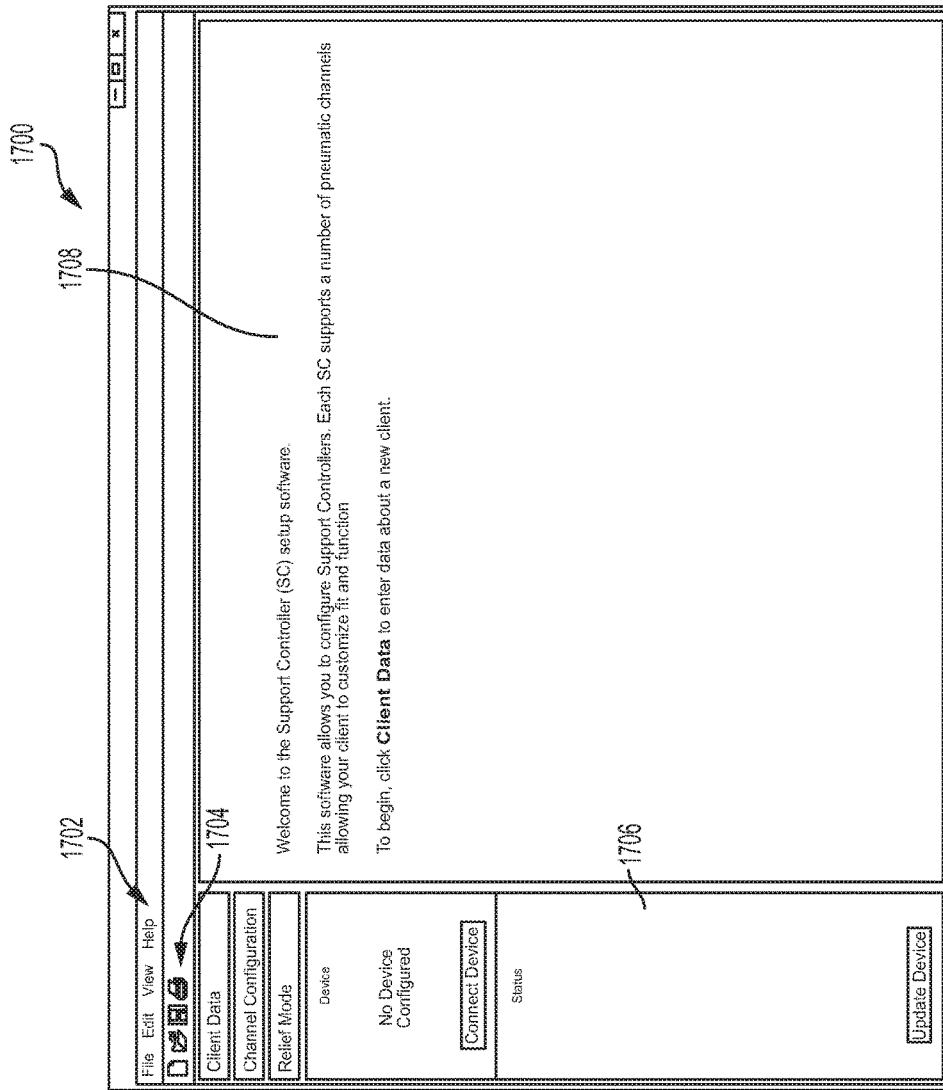 1700
1708
1702
1704
1706
File Edit View Help
Client Data
Channel Configuration
Relief Mode
Device
No Device
Configured
Connect Device
Status
Update Device
Welcome to the Support Controller (SC) setup software.
This software allows you to configure Support Controllers. Each SC supports a number of pneumatic channels
allowing your client to customize fit and function
To begin, click Client Data to enter data about a new client.